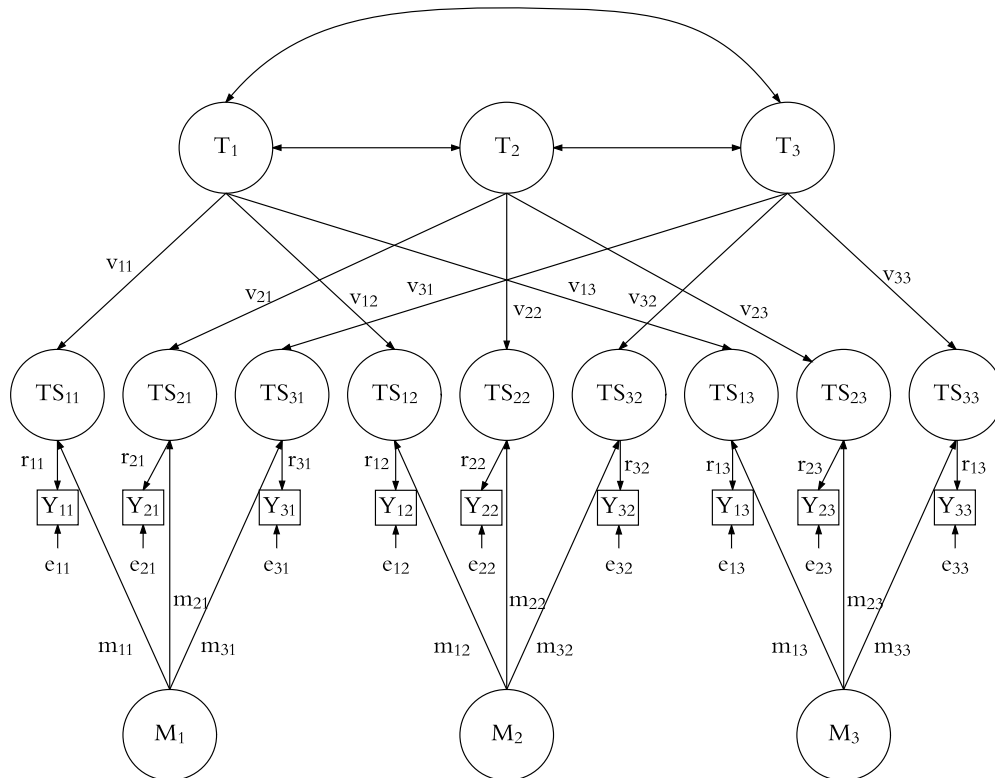 T₁ T₂ T₃
v₁₁ v₂₁ v₁₂ v₃₁ v₂₂ v₁₃ v₃₂ v₂₃ v₃₃
TS₁₁ TS₂₁ TS₃₁ TS₁₂ TS₂₂ TS₃₂ TS₁₃ TS₂₃ TS₃₃
r₁₁ r₂₁ r₃₁ r₁₂ r₂₂ r₃₂ r₁₃ r₂₃ r₁₃
Y₁₁ Y₂₁ Y₃₁ Y₁₂ Y₂₂ Y₃₂ Y₁₃ Y₂₃ Y₃₃
e₁₁ e₂₁ e₃₁ e₁₂ e₂₂ e₃₂ e₁₃ e₂₃ e₃₃
m₂₁ m₂₂ m₂₃
m₁₁ m₃₁ m₁₂ m₃₂ m₁₃ m₃₃
M₁ M₂ M₃